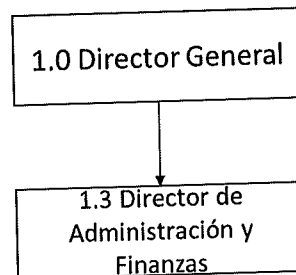 1.0 Director General
1.3 Director de
Administración y
Finanzas